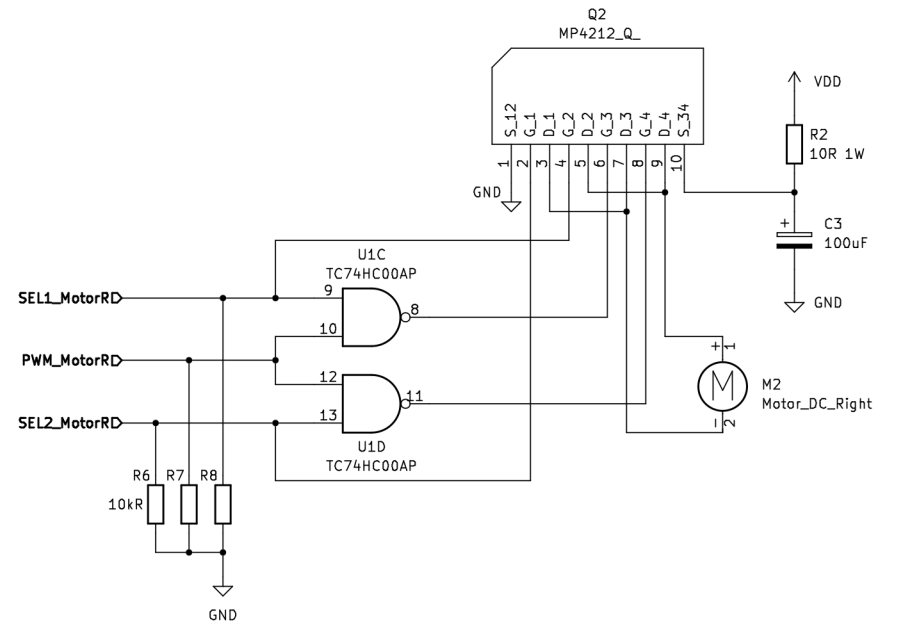 Q2
MP4212_Q_
S_12
G_1
D_1
G_2
D_2
G_3
D_3
G_4
D_4
S_34
1
2
3
4
5
6
7
8
9
10
GND
VDD
R2
10R 1W
+
C3
100uF
GND
U1C
TC74HC00AP
SEL1_MotorR
9
8
10
PWM_MotorR
12
11
SEL2_MotorR
13
U1D
TC74HC00AP
+
1
M
M2
Motor_DC_Right
-
2
R6
R7
R8
10kR
GND